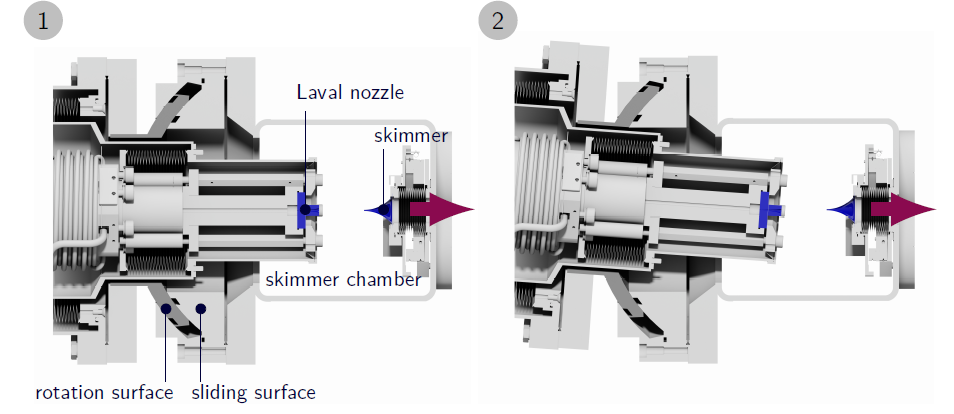 1
2
Laval nozzle
skimmer
skimmer chamber
rotation surface
sliding surface